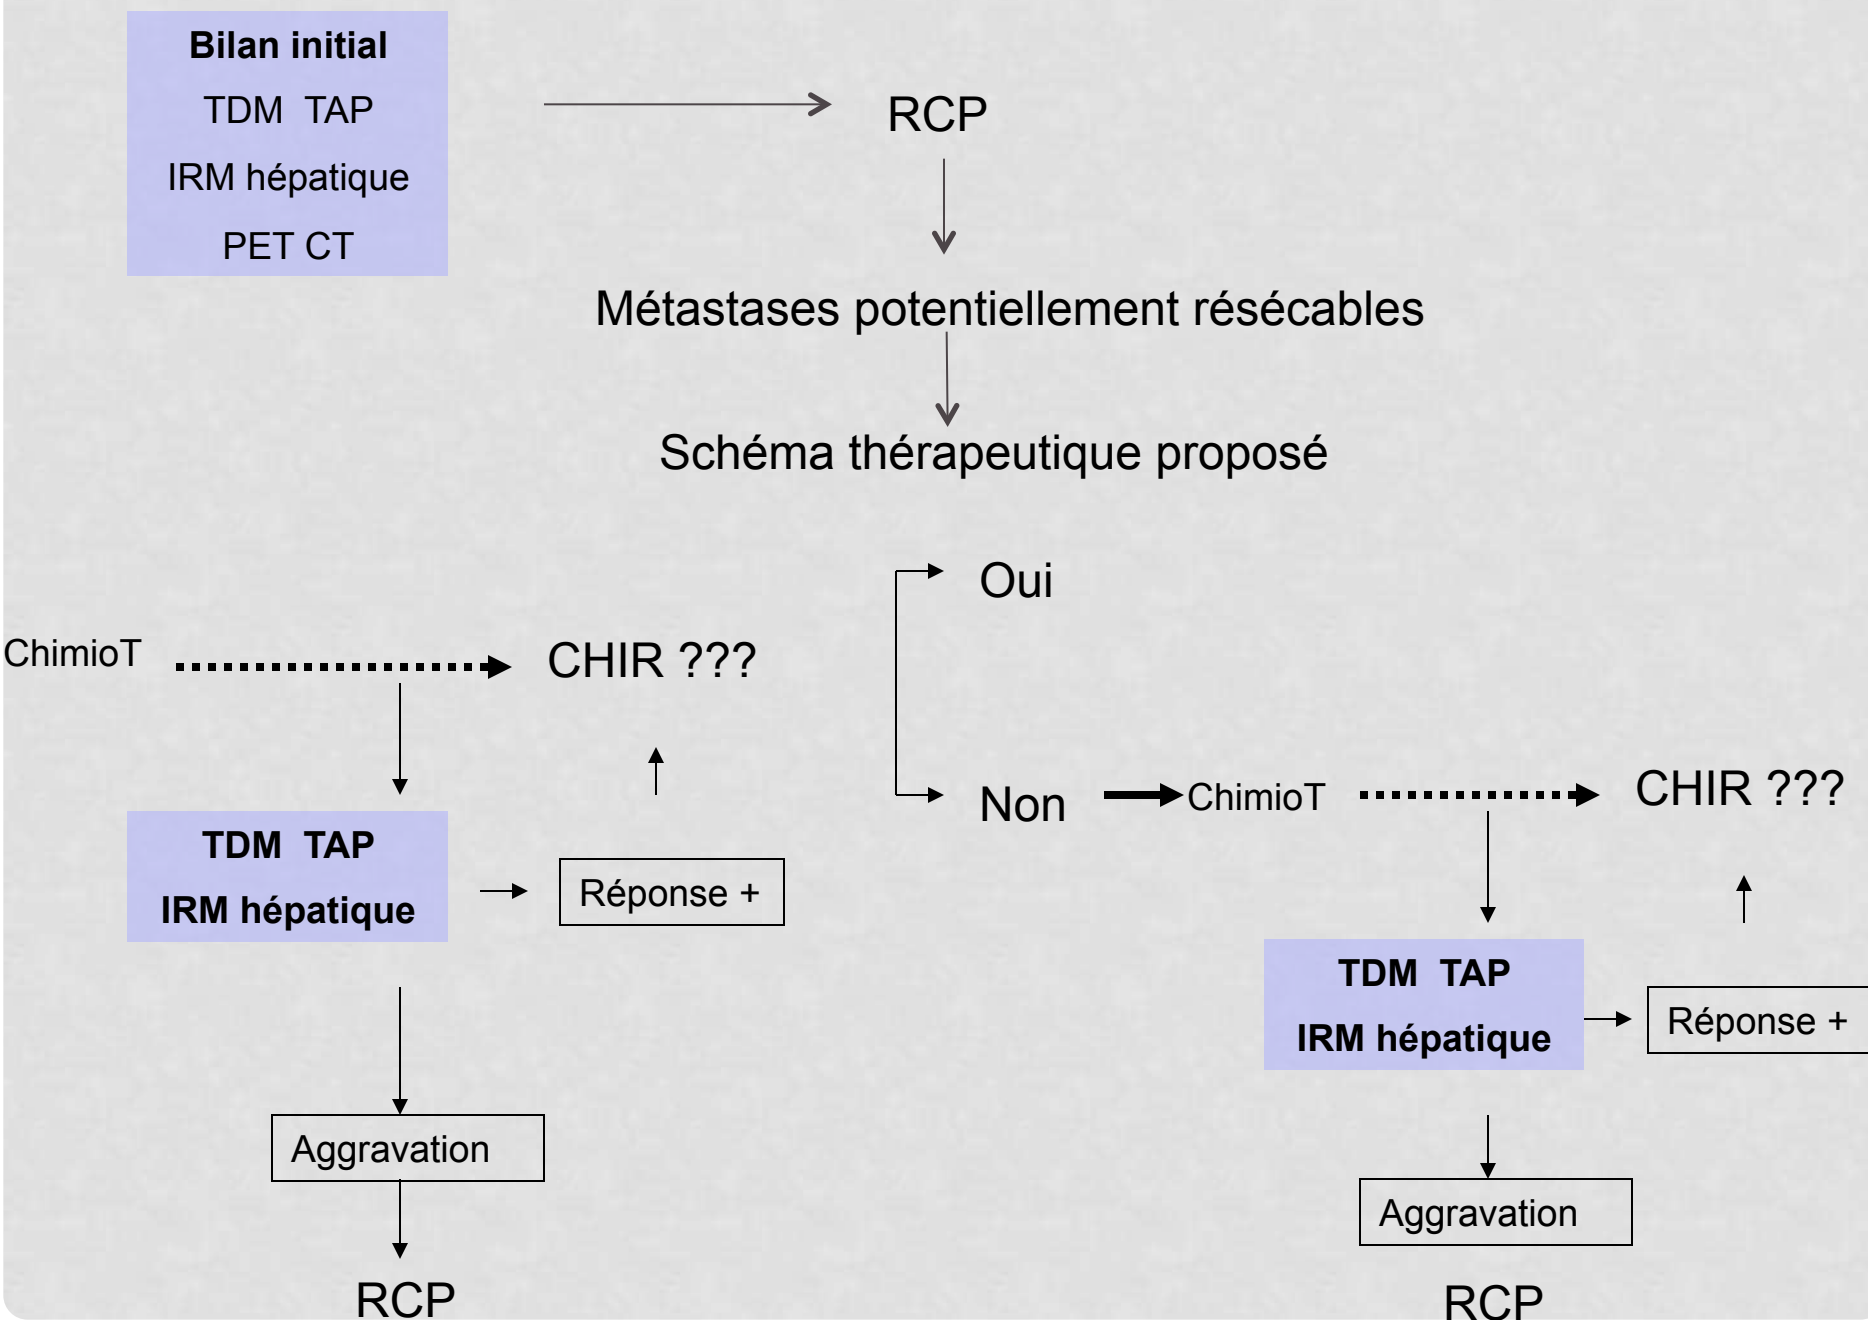 Bilan initial
TDM TAP
IRM hépatique
PET CT
RCP
Métastases potentiellement résécables
Schéma thérapeutique proposé
Oui
ChimioT
CHIR ???
TDM TAP
IRM hépatique
Réponse +
Aggravation
RCP
Non
ChimioT
CHIR ???
TDM TAP
IRM hépatique
Réponse +
Aggravation
RCP